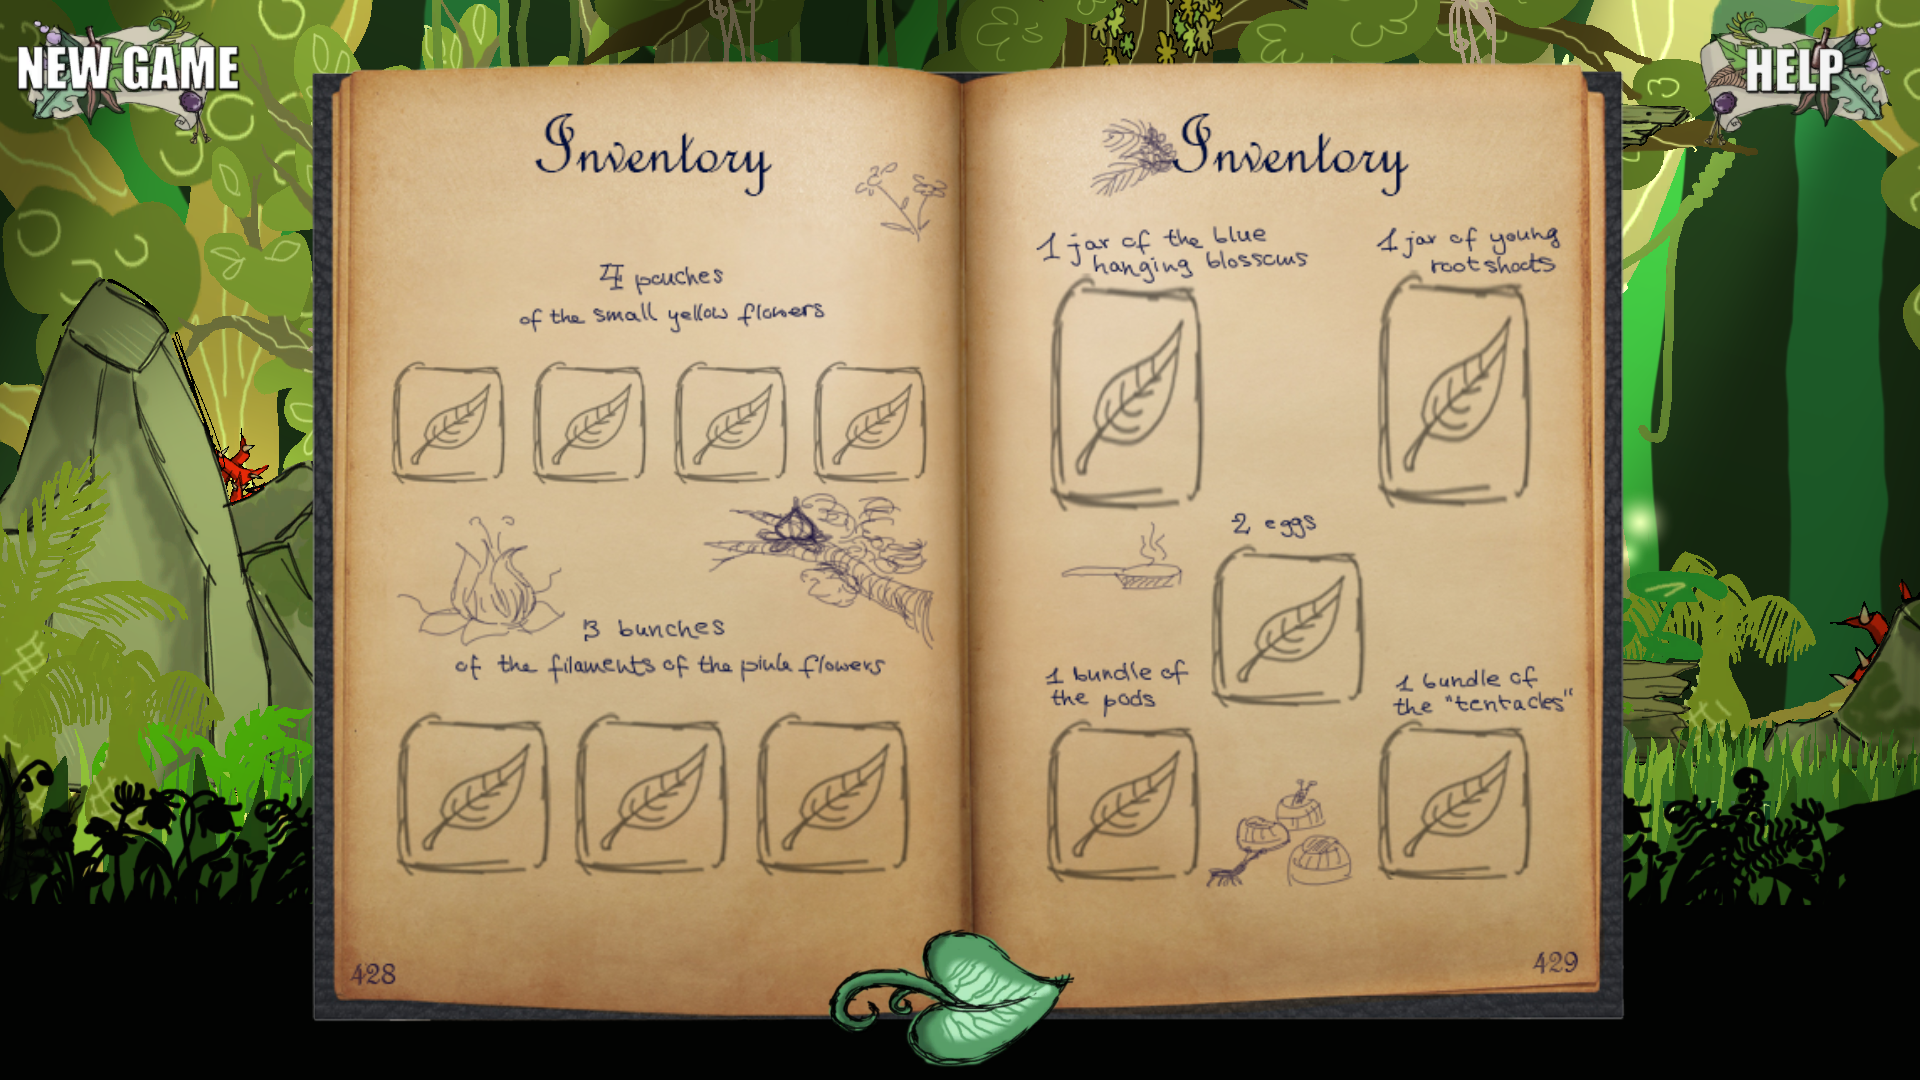 NEW GAME
HELP
Inventory
4 pouches
of the small yellow flowers
3 bunches
of the filaments of the pink flowers
428
Inventory
1 jar of the blue
hanging blossoms
1 jar of young
root shoots
2 eggs
1 bundle of
the pods
1 bundle of
the "tentacles"
429